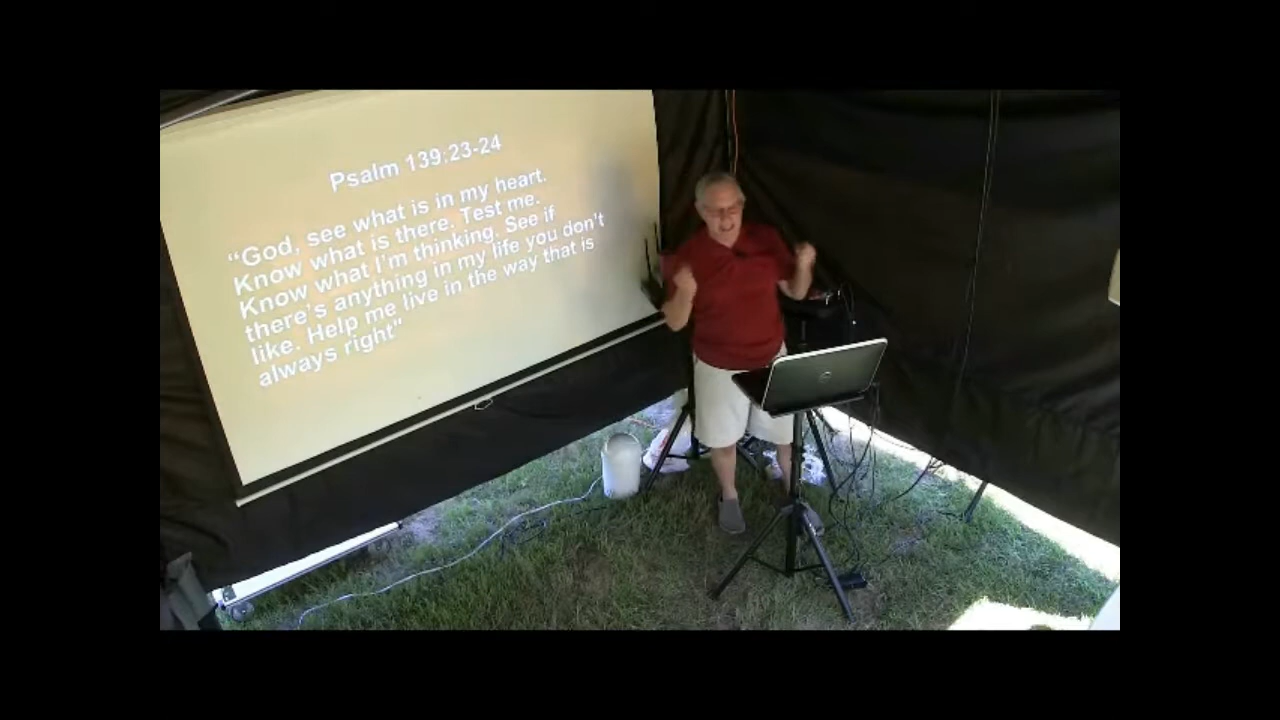 Psalm 139:23-24
“God, see what is in my heart.
Know what is there. Test me.
Know what I'm thinking. See if
there's anything in my life you don't
like. Help me live in the way that is
always right"